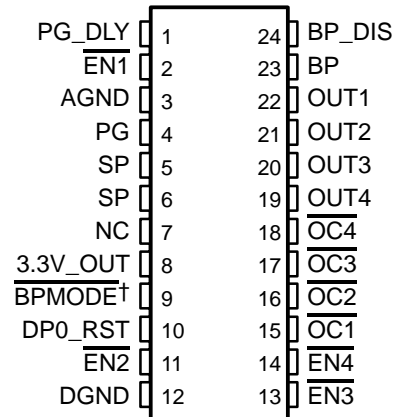 PG_DLY 1 24 BP_DIS
EN1 2 23 BP
AGND 3 22 OUT1
PG 4 21 OUT2
SP 5 20 OUT3
SP 6 19 OUT4
NC 7 18 OC4
3.3V_OUT 8 17 OC3
BPMODE† 9 16 OC2
DP0_RST 10 15 OC1
EN2 11 14 EN4
DGND 12 13 EN3